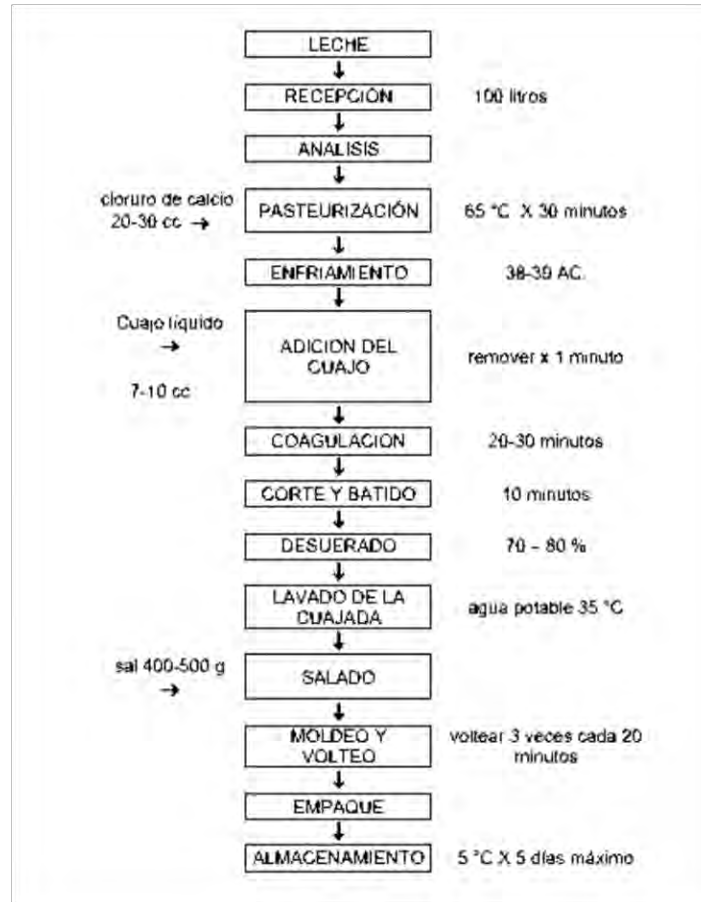 LECHE
RECEPCION
100 litros
ANALISIS
cloruro de calcio
20-30 cc →
PASTEURIZACIÓN
65 °C X 30 minutos
ENFRIAMIENTO
38-39 AC.
Cuajo líquido
→
7-10 cc
ADICION DEL
CUAJO
remover x 1 minuto
COAGULACION
20-30 minutos
CORTE Y BATIDO
10 minutos
DESUERADO
70 – 80 %
LAVADO DE LA
CUAJADA
agua potable 35 °C
sal 400-500 g
→
SALADO
MOLDEO Y
VOLTEO
voltear 3 veces cada 20
minutos
EMPAQUE
ALMACENAMIENTO
5 °C X 5 días máximo